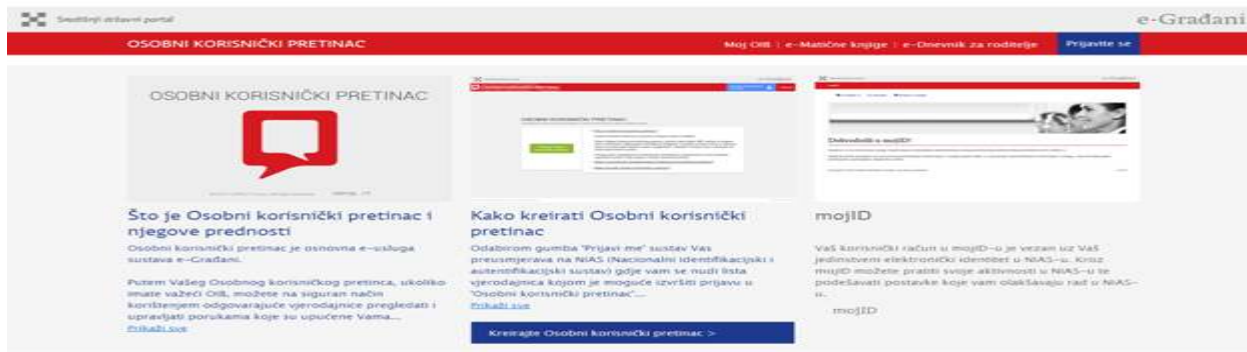 Središnji državni portal
e-Građani
OSOBNI KORISNIČKI PRETINAC
Moj OIB | e-Matične knjige | e-Dnevnik za roditelje
Prijavite se
OSOBNI KORISNIČKI PRETINAC
Što je Osobni korisnički pretinac i
njegove prednosti
Osobni korisnički pretinac je osnosna e-usluga
sustava e-Građani.
Putem Vašeg Osobnog korisničkog pretinca, ukoliko
imate važeći OIB, možete na siguran način
korištenjem odgovarajuće vjerodajnice pregledati i
upravljati porukama koje su upućene Vama...
Prikaži sve
OSOBNI KORISNIČKI PRETINAC
Kako kreirati Osobni korisnički
pretinac
Odabirom gumba 'Prijavi me' sustav Vas
preusmjerava na NIAS (Nacionalni identifikacijski i
autentifikacijski sustav) gdje vam se nudi lista
vjerodajnica kojom je moguće izvršiti prijavu u
'Osobni korisnički pretinac'...
Prikaži sve
Kreirajte Osobni korisnički pretinac >
Dobrodošli u mojID!
mojID
Vaš korisnički račun u mojID-u je vezan uz Vaš
jedinstveni elektronički identitet u NIAS-u. Kroz
mojID možete pratiti svoje aktivnosti u NIAS-u te
podešavati postavke koje vam olakšavaju rad u NIAS-
u.
mojID